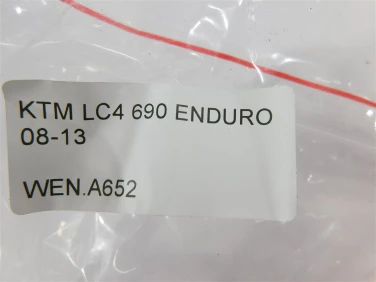 KTM LC4 690 ENDURO
08-13
WEN.A652